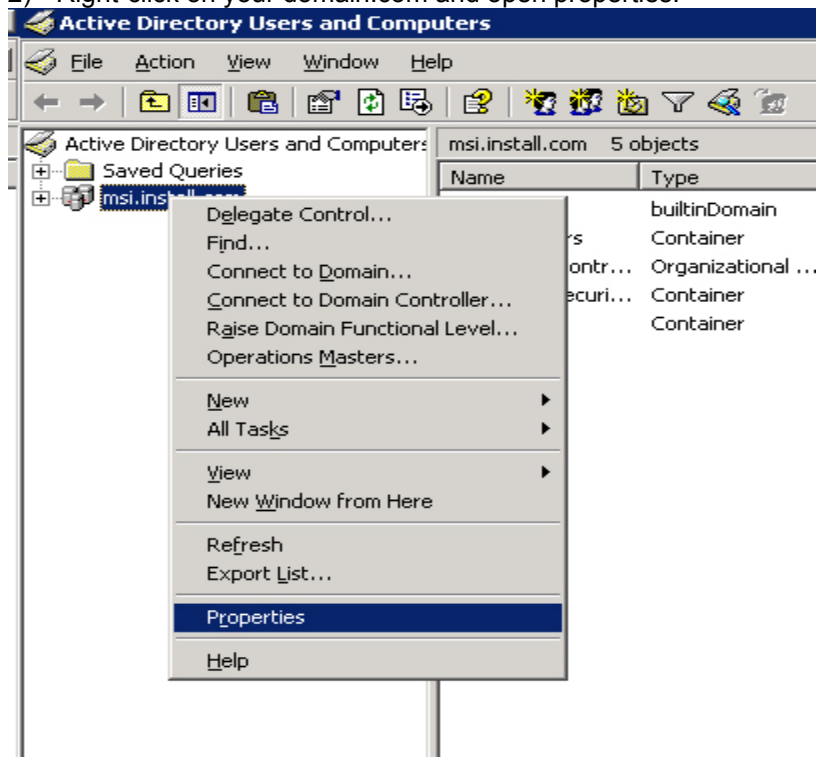 2) Right click on your domain.com and open properties.
Active Directory Users and Computers
File Action View Window Help
Active Directory Users and Computers
msi.install.com 5 objects
Saved Queries
Name Type
msi.install.com
builtinDomain
Container
Organizational ...
Container
Container
Delegate Control...
Find...
Connect to Domain...
Connect to Domain Controller...
Raise Domain Functional Level...
Operations Masters...
New
All Tasks
View
New Window from Here
Refresh
Export List...
Properties
Help